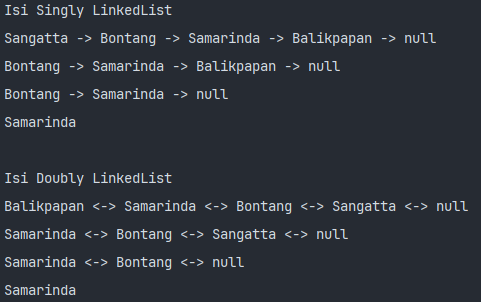 Isi Singly LinkedList
Sangatta -> Bontang -> Samarinda -> Balikpapan -> null
Bontang -> Samarinda -> Balikpapan -> null
Bontang -> Samarinda -> null
Samarinda
Isi Doubly LinkedList
Balikpapan <-> Samarinda <-> Bontang <-> Sangatta <-> null
Samarinda <-> Bontang <-> Sangatta <-> null
Samarinda <-> Bontang <-> null
Samarinda